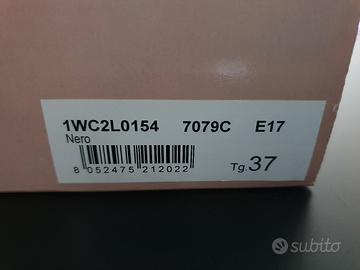 1WC2L0154 7079C E17
Nero
8 052475 212022
Tg.37
subito